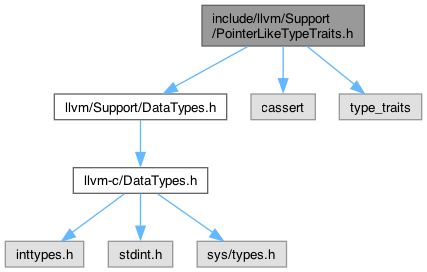 include/llvm/Support
/PointerLikeTypeTraits.h
llvm/Support/DataTypes.h
cassert
type_traits
llvm-c/DataTypes.h
inttypes.h
stdint.h
sys/types.h